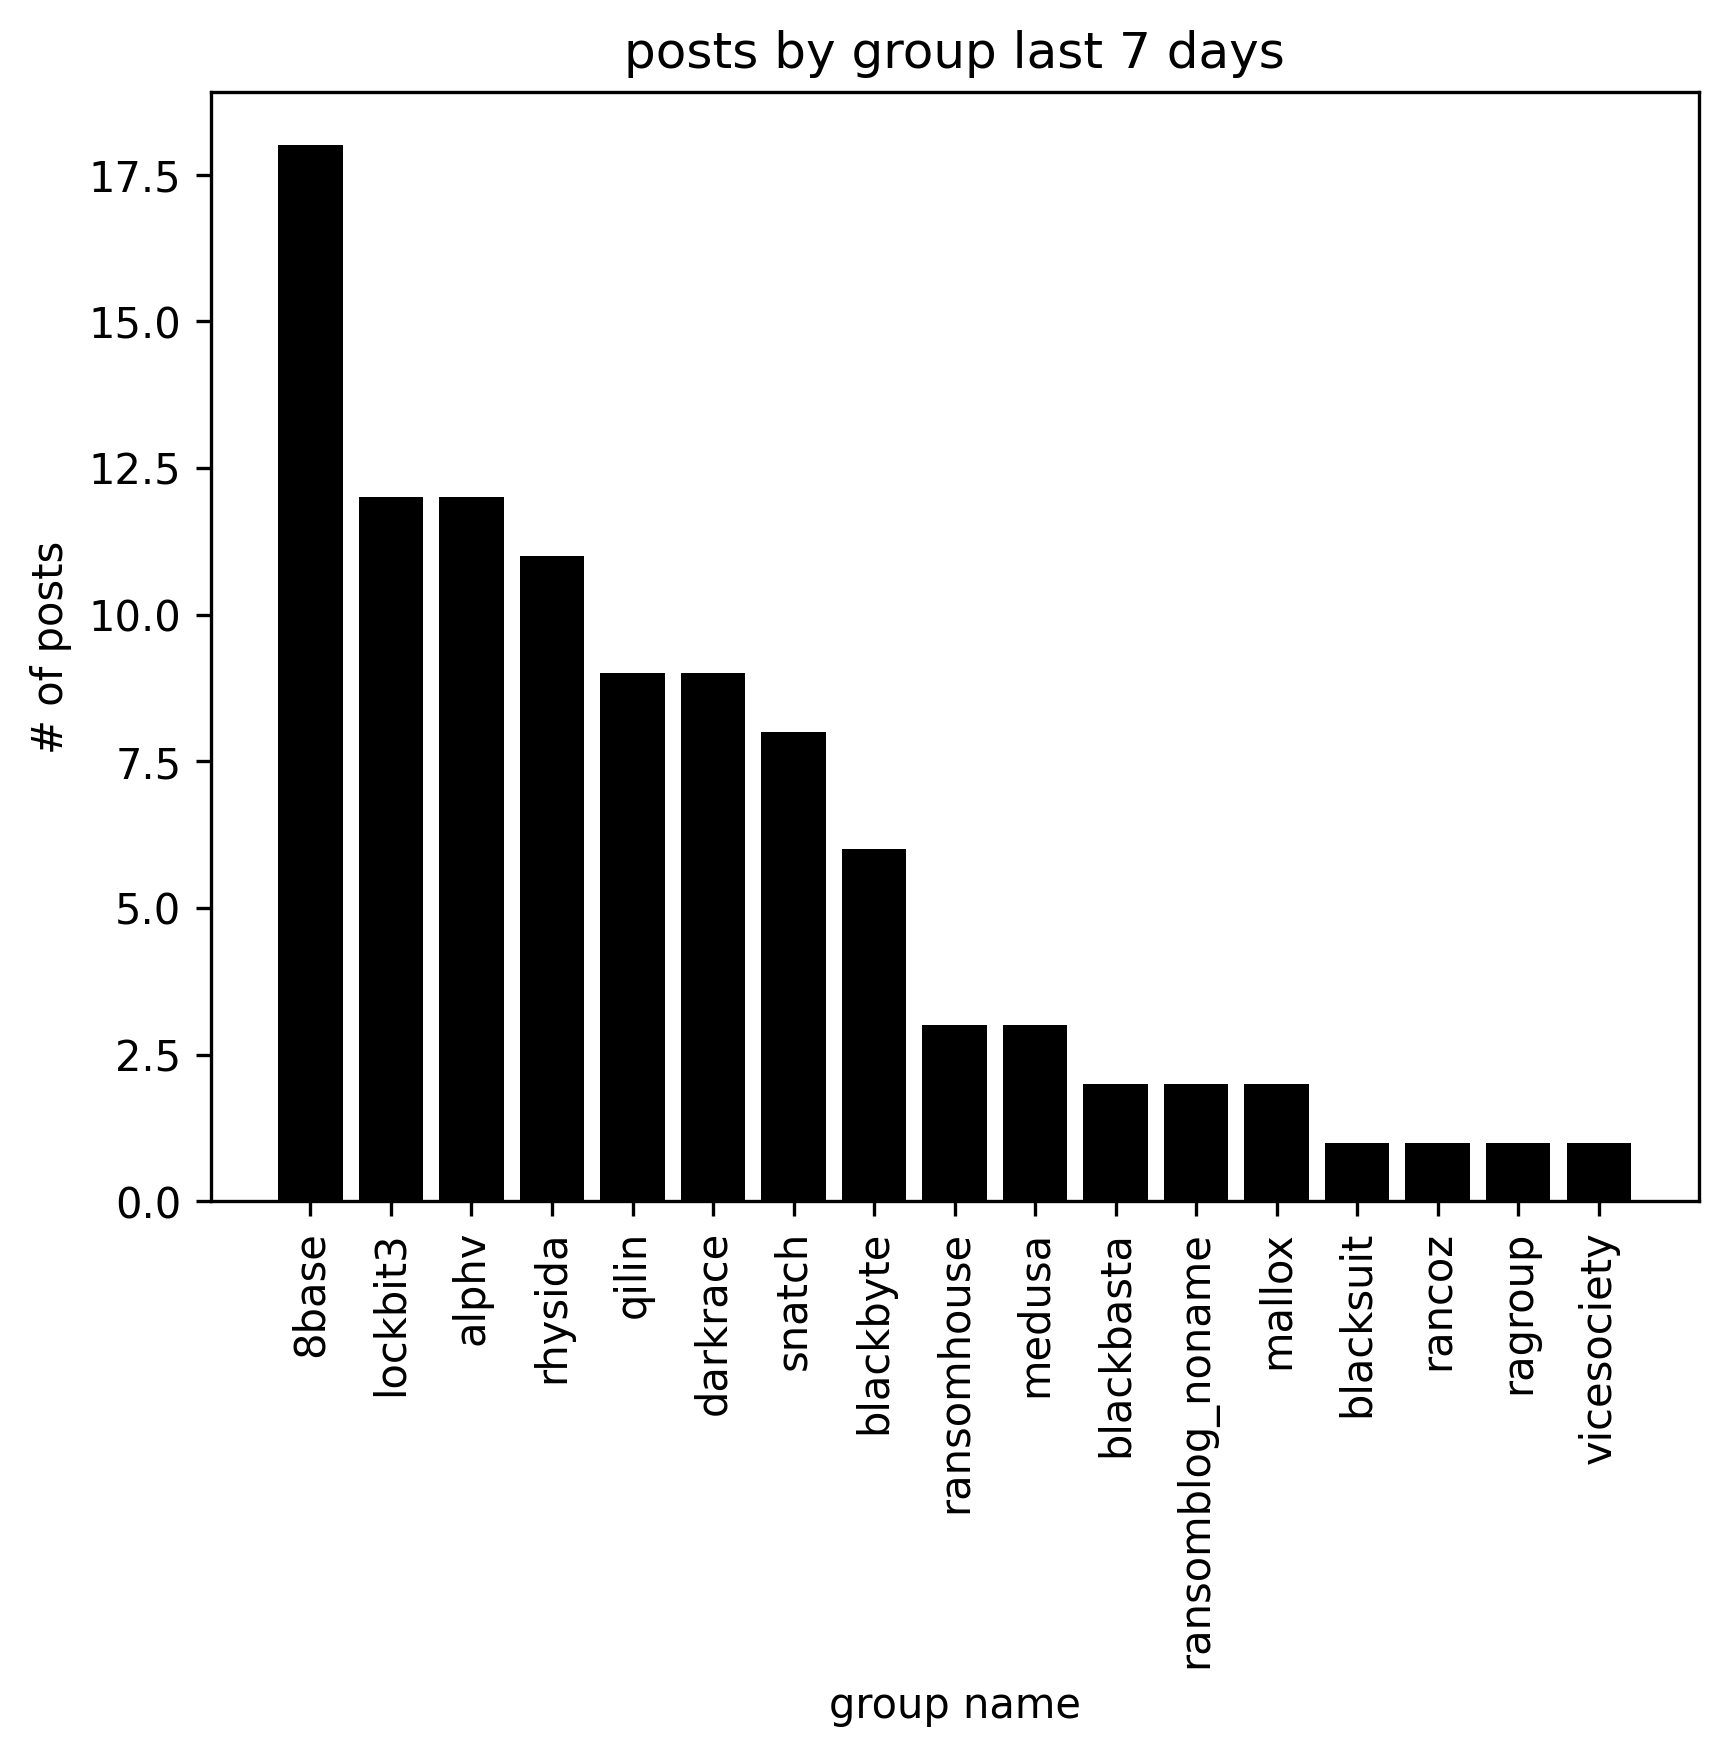 posts by group last 7 days
17.5
15.0
12.5
10.0
7.5
5.0
2.5
0.0
# of posts
8base
lockbit3
alphv
rhysida
qilin
darkrace
snatch
blackbyte
ransomhouse
medusa
blackbasta
ransomblog_noname
mallox
blacksuit
rancoz
ragroup
vicesociety
group name